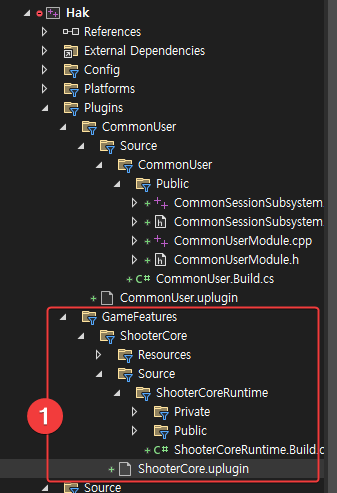 Hak
References
External Dependencies
Config
Platforms
Plugins
CommonUser
Source
CommonUser
Public
CommonSessionSubsystem
CommonSessionSubsystem
CommonUserModule.cpp
CommonUserModule.h
C# CommonUser.Build.cs
CommonUser.uplugin
GameFeatures
ShooterCore
Resources
Source
ShooterCoreRuntime
Private
Public
C# ShooterCoreRuntime.Build.c
ShooterCore.uplugin
Source
1